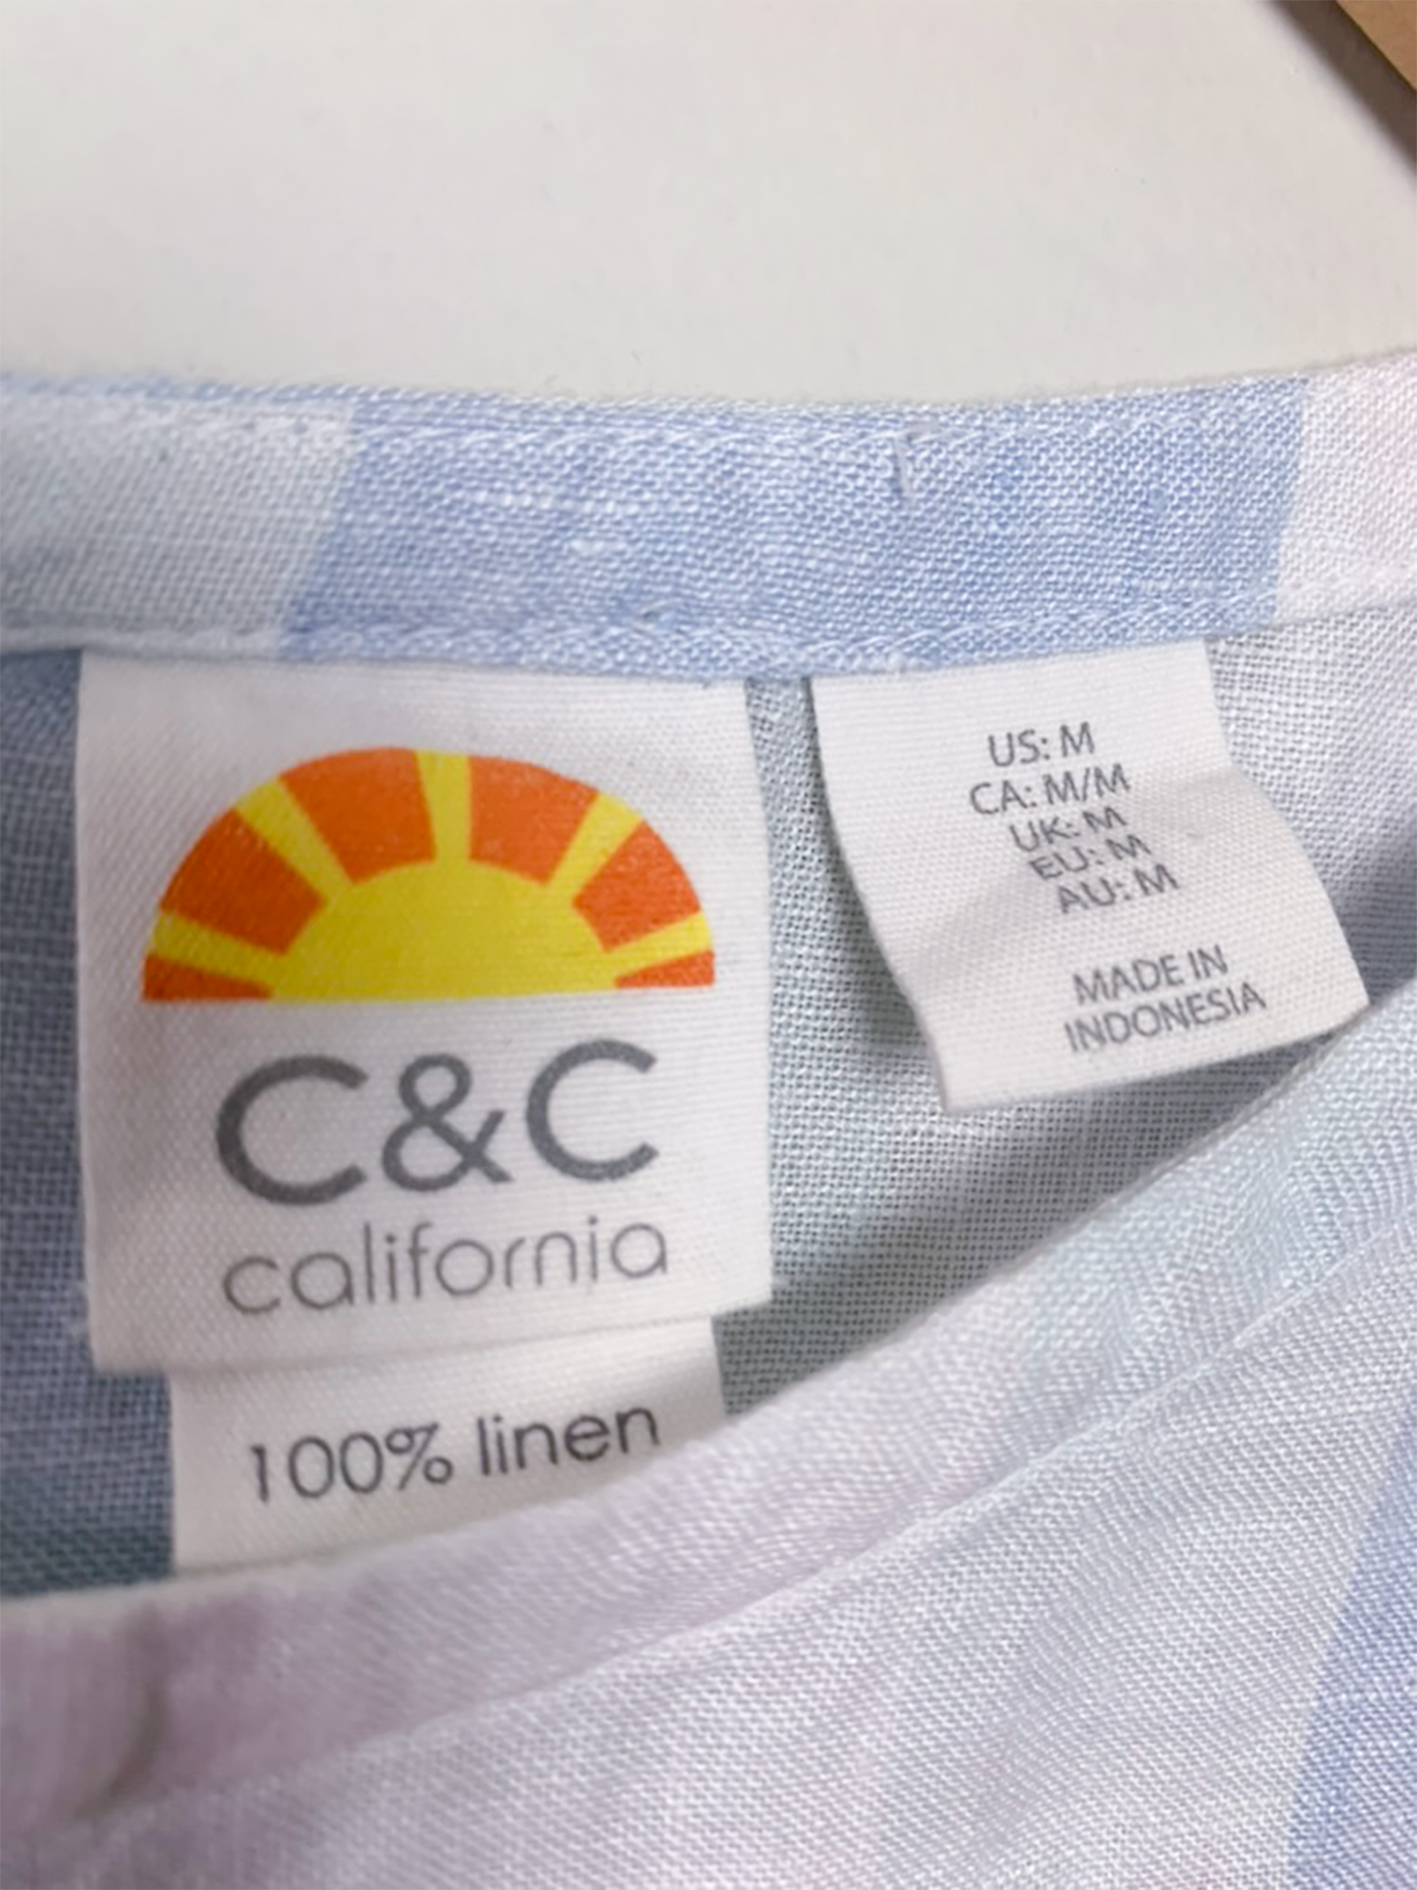 C&C
california
100% linen
US: M
CA: M/M
UK: M
EU: M
AU: M
MADE IN
INDONESIA